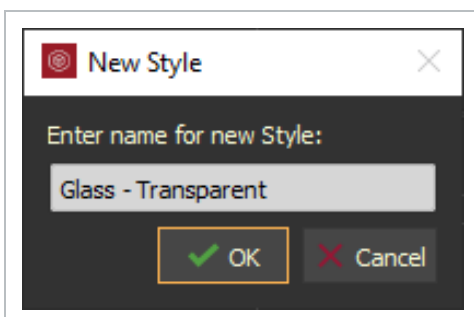 New Style
Enter name for new Style:
Glass - Transparent
OK
Cancel